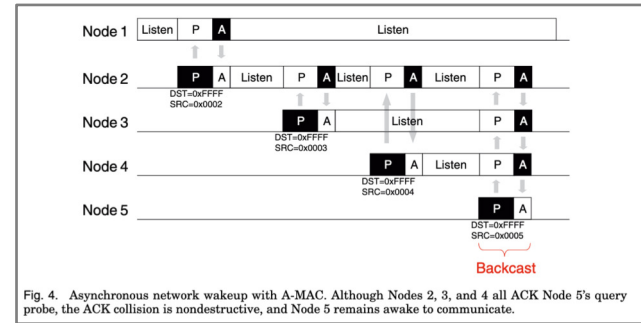 Node 1 Listen P A Listen
Node 2 P A Listen P A Listen P A Listen P A
DST=0xFFFF
SRC=0x0002
Node 3 P A Listen P A
DST=0xFFFF
SRC=0x0003
Node 4 P A Listen P A
DST=0xFFFF
SRC=0x0004
Node 5 P A
DST=0xFFFF
SRC=0x0005
Backcast
Fig. 4. Asynchronous network wakeup with A-MAC. Although Nodes 2, 3, and 4 all ACK Node 5's query
probe, the ACK collision is nondestructive, and Node 5 remains awake to communicate.